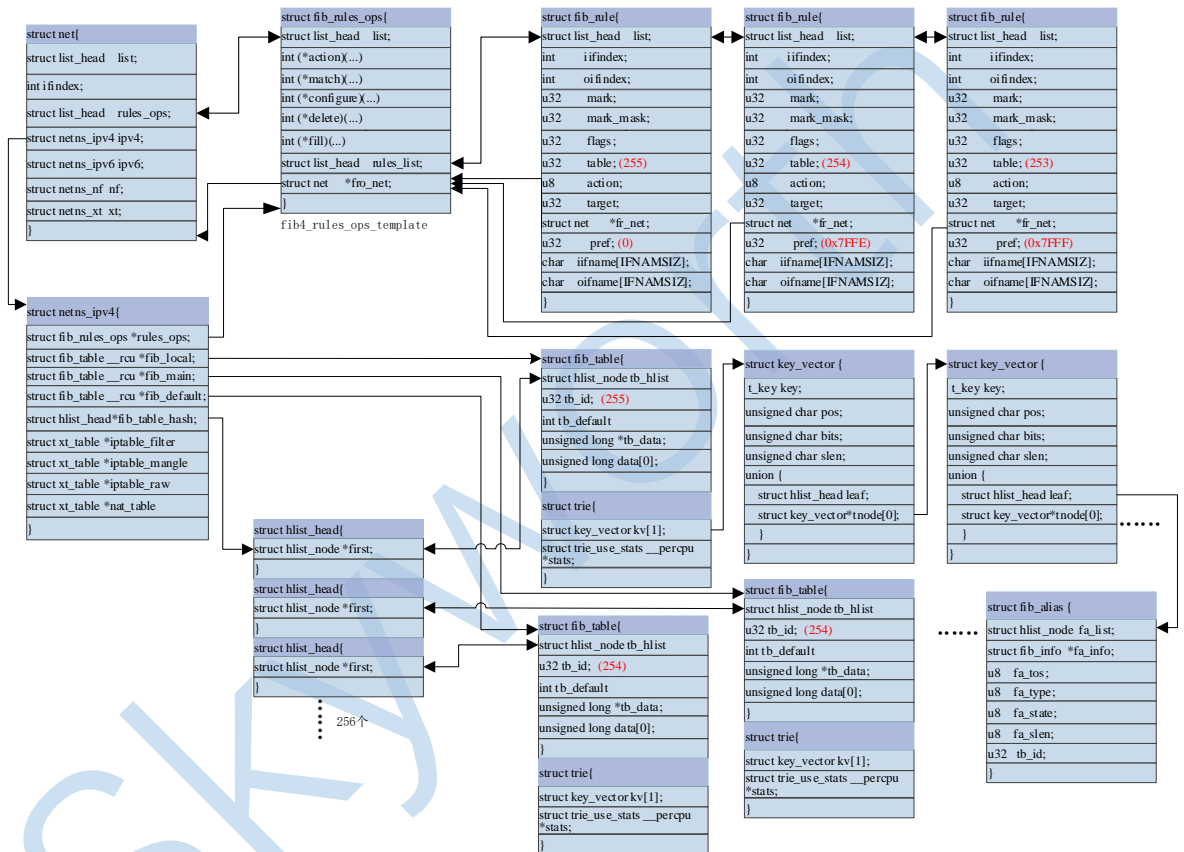 struct net{
struct list_head list;
int ifindex;
struct list_head rules_ops;
struct netns_ipv4 ipv4;
struct netns_ipv6 ipv6;
struct netns_nf nf;
struct netns_xt xt;
}
struct fib_rules_ops{
struct list_head list;
int (*action)(...)
int (*match)(...)
int (*configure)(...)
int (*delete)(...)
int (*fill)(...)
struct list_head rules_list;
struct net *fro_net;
}
fib4_rules_ops_template
struct fib_rule{
struct list_head list;
int iifindex;
int oifindex;
u32 mark;
u32 mark_mask;
u32 flags;
u32 table; (255)
u8 action;
u32 target;
struct net *fr_net;
u32 pref; (0)
char iifname[IFNAMSIZ];
char oifname[IFNAMSIZ];
}
struct fib_rule{
struct list_head list;
int iifindex;
int oifindex;
u32 mark;
u32 mark_mask;
u32 flags;
u32 table; (254)
u8 action;
u32 target;
struct net *fr_net;
u32 pref; (0x7FFE)
char iifname[IFNAMSIZ];
char oifname[IFNAMSIZ];
}
struct fib_rule{
struct list_head list;
int iifindex;
int oifindex;
u32 mark;
u32 mark_mask;
u32 flags;
u32 table; (253)
u8 action;
u32 target;
struct net *fr_net;
u32 pref; (0x7FFF)
char iifname[IFNAMSIZ];
char oifname[IFNAMSIZ];
}
struct netns_ipv4{
struct fib_rules_ops *rules_ops;
struct fib_table __rcu *fib_local;
struct fib_table __rcu *fib_main;
struct fib_table __rcu *fib_default;
struct hlist_head*fib_table_hash;
struct xt_table *iptable_filter
struct xt_table *iptable_mangle
struct xt_table *iptable_raw
struct xt_table *nat_table
}
struct hlist_head{
struct hlist_node *first;
}
struct hlist_head{
struct hlist_node *first;
}
struct hlist_head{
struct hlist_node *first;
}
256个
struct fib_table{
struct hlist_node tb_hlist
u32 tb_id; (255)
int tb_default
unsigned long *tb_data;
unsigned long data[0];
}
struct trie{
struct key_vector kv[1];
struct trie_use_stats __percpu
*stats;
}
struct key_vector {
t_key key;
unsigned char pos;
unsigned char bits;
unsigned char slen;
union {
struct hlist_head leaf;
struct key_vector*tnode[0];
}
}
struct key_vector {
t_key key;
unsigned char pos;
unsigned char bits;
unsigned char slen;
union {
struct hlist_head leaf;
struct key_vector*tnode[0];
}
}
......
struct fib_table{
struct hlist_node tb_hlist
u32 tb_id; (254)
int tb_default
unsigned long *tb_data;
unsigned long data[0];
}
struct trie{
struct key_vector kv[1];
struct trie_use_stats __percpu
*stats;
}
struct fib_table{
struct hlist_node tb_hlist
u32 tb_id; (254)
int tb_default
unsigned long *tb_data;
unsigned long data[0];
}
struct trie{
struct key_vector kv[1];
struct trie_use_stats __percpu
*stats;
}
......
struct fib_alias {
struct hlist_node fa_list;
struct fib_info *fa_info;
u8 fa_tos;
u8 fa_type;
u8 fa_state;
u8 fa_slen;
u32 tb_id;
}
Skyworth